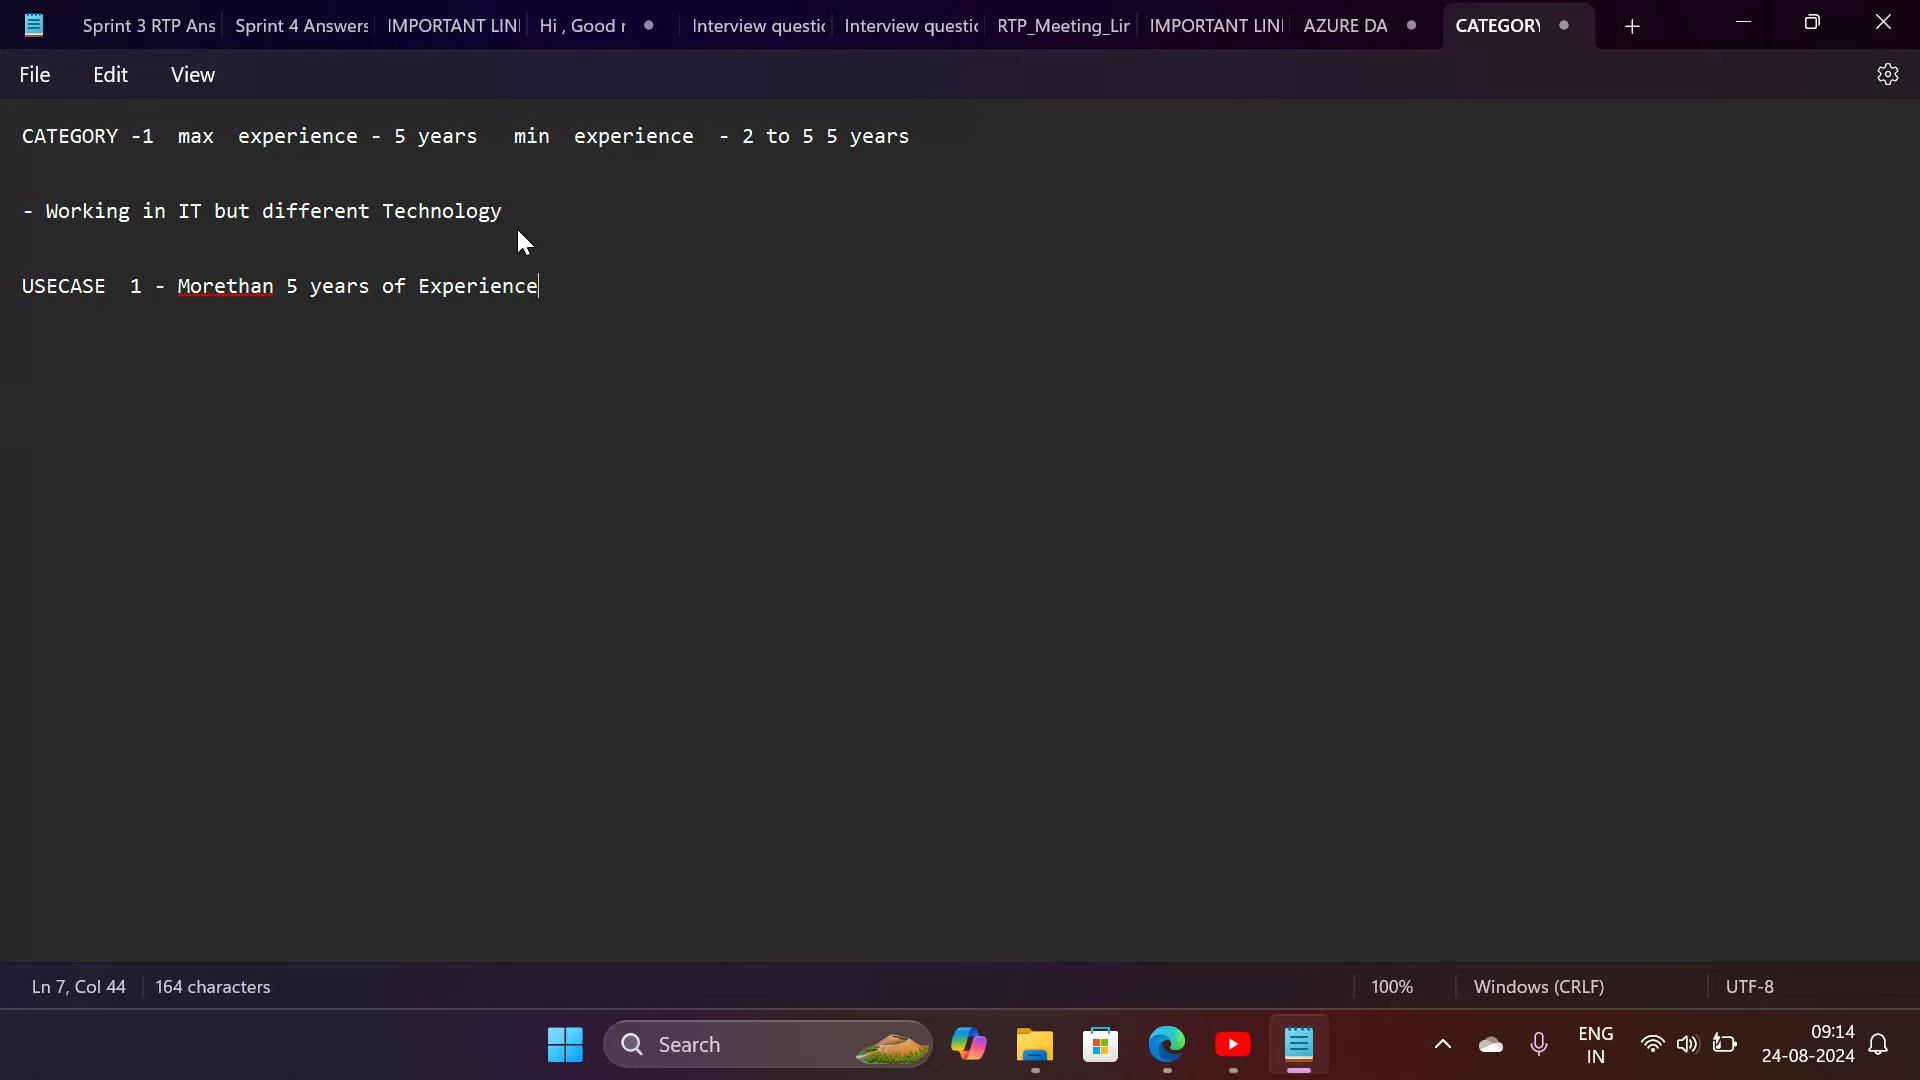 Sprint 3 RTP Ans
Sprint 4 Answers
IMPORTANT LINI
Hi , Good r
Interview questic
Interview questic
RTP_Meeting_Lir
IMPORTANT LINI
AZURE DA
CATEGORY
File Edit View
CATEGORY -1  max  experience - 5 years   min  experience  - 2 to 5 5 years
- Working in IT but different Technology
USECASE  1 - Morethan 5 years of Experience
Ln 7, Col 44
164 characters
100%
Windows (CRLF)
UTF-8
Search
ENG
IN
09:14
24-08-2024